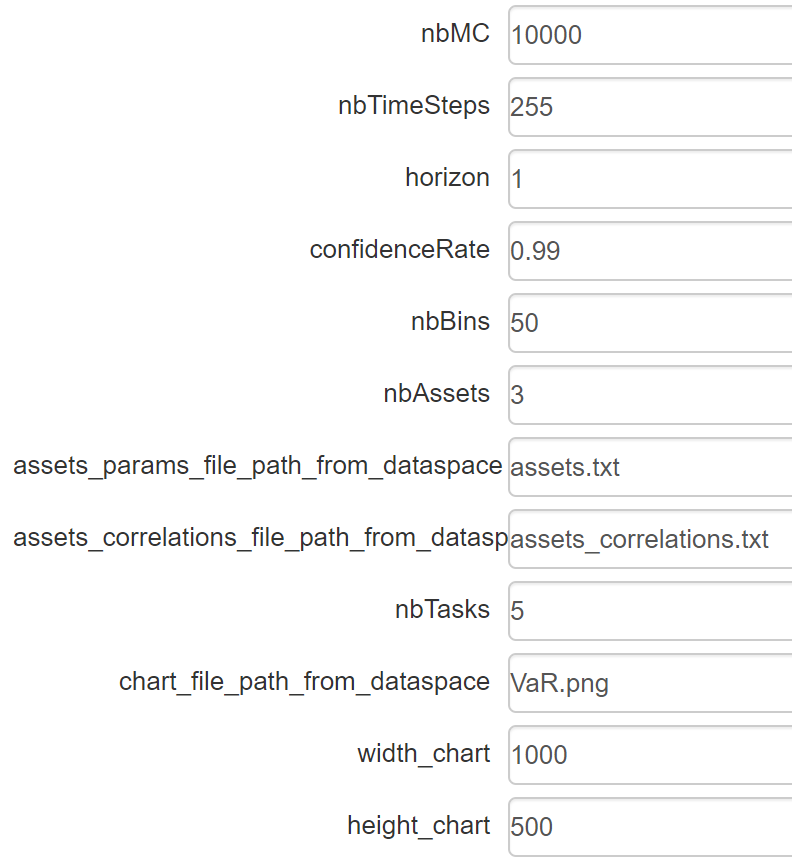 nbMC 10000
nbTimeSteps 255
horizon 1
confidenceRate 0.99
nbBins 50
nbAssets 3
assets_params_file_path_from_dataspace assets.txt
assets_correlations_file_path_from_datasp assets_correlations.txt
nbTasks 5
chart_file_path_from_dataspace VaR.png
width_chart 1000
height_chart 500